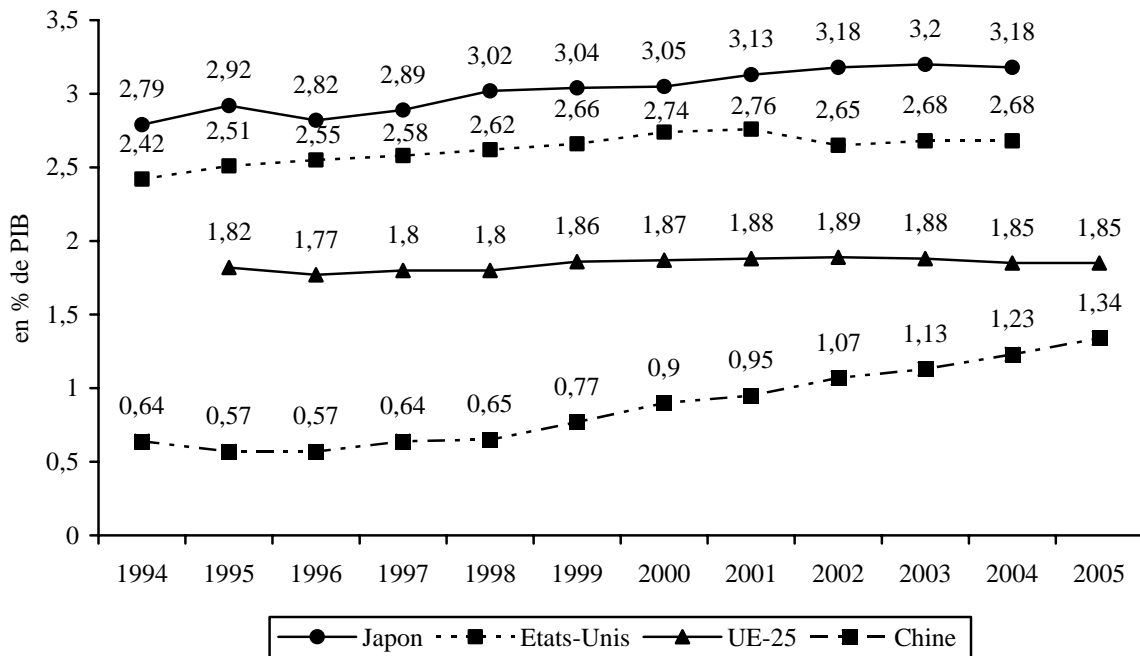 3,5
3
2,5
2
1,5
1
0,5
0
en % de PIB
2,79 2,92 2,82 2,89 3,02 3,04 3,05 3,13 3,18 3,2 3,18
2,42 2,51 2,55 2,58 2,62 2,66 2,74 2,76 2,65 2,68 2,68
1,82 1,77 1,8 1,8 1,86 1,87 1,88 1,89 1,88 1,85 1,85
0,64 0,57 0,57 0,64 0,65 0,77 0,9 0,95 1,07 1,13 1,23 1,34
1994 1995 1996 1997 1998 1999 2000 2001 2002 2003 2004 2005
Japon Etats-Unis UE-25 Chine